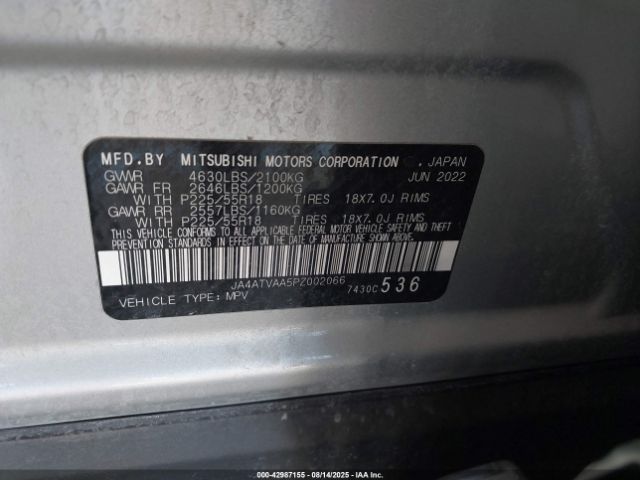 MFD.BY MITSUBISHI MOTORS CORPORATION JAPAN
GVWR 4630LBS/2100KG JUN 2022
GAWR FR 2646LBS/1200KG
WITH P225/55R18 TIRES 18X7.0J RIMS
GAWR RR 2557LBS/1160KG
WITH P225/55R18 TIRES 18X7.0J RIMS
THIS VEHICLE CONFORMS TO ALL APPLICABLE FEDERAL MOTOR VEHICLE SAFETY BUMPER AND THEFT
PREVENTION STANDARDS IN EFFECT ON THE DATE OF MANUFACTURE SHOWN ABOVE.
JA4ATVAA5PZ002066
7430C 536
VEHICLE TYPE: MPV
000-42987155 - 08/14/2025 - IAAI.COM